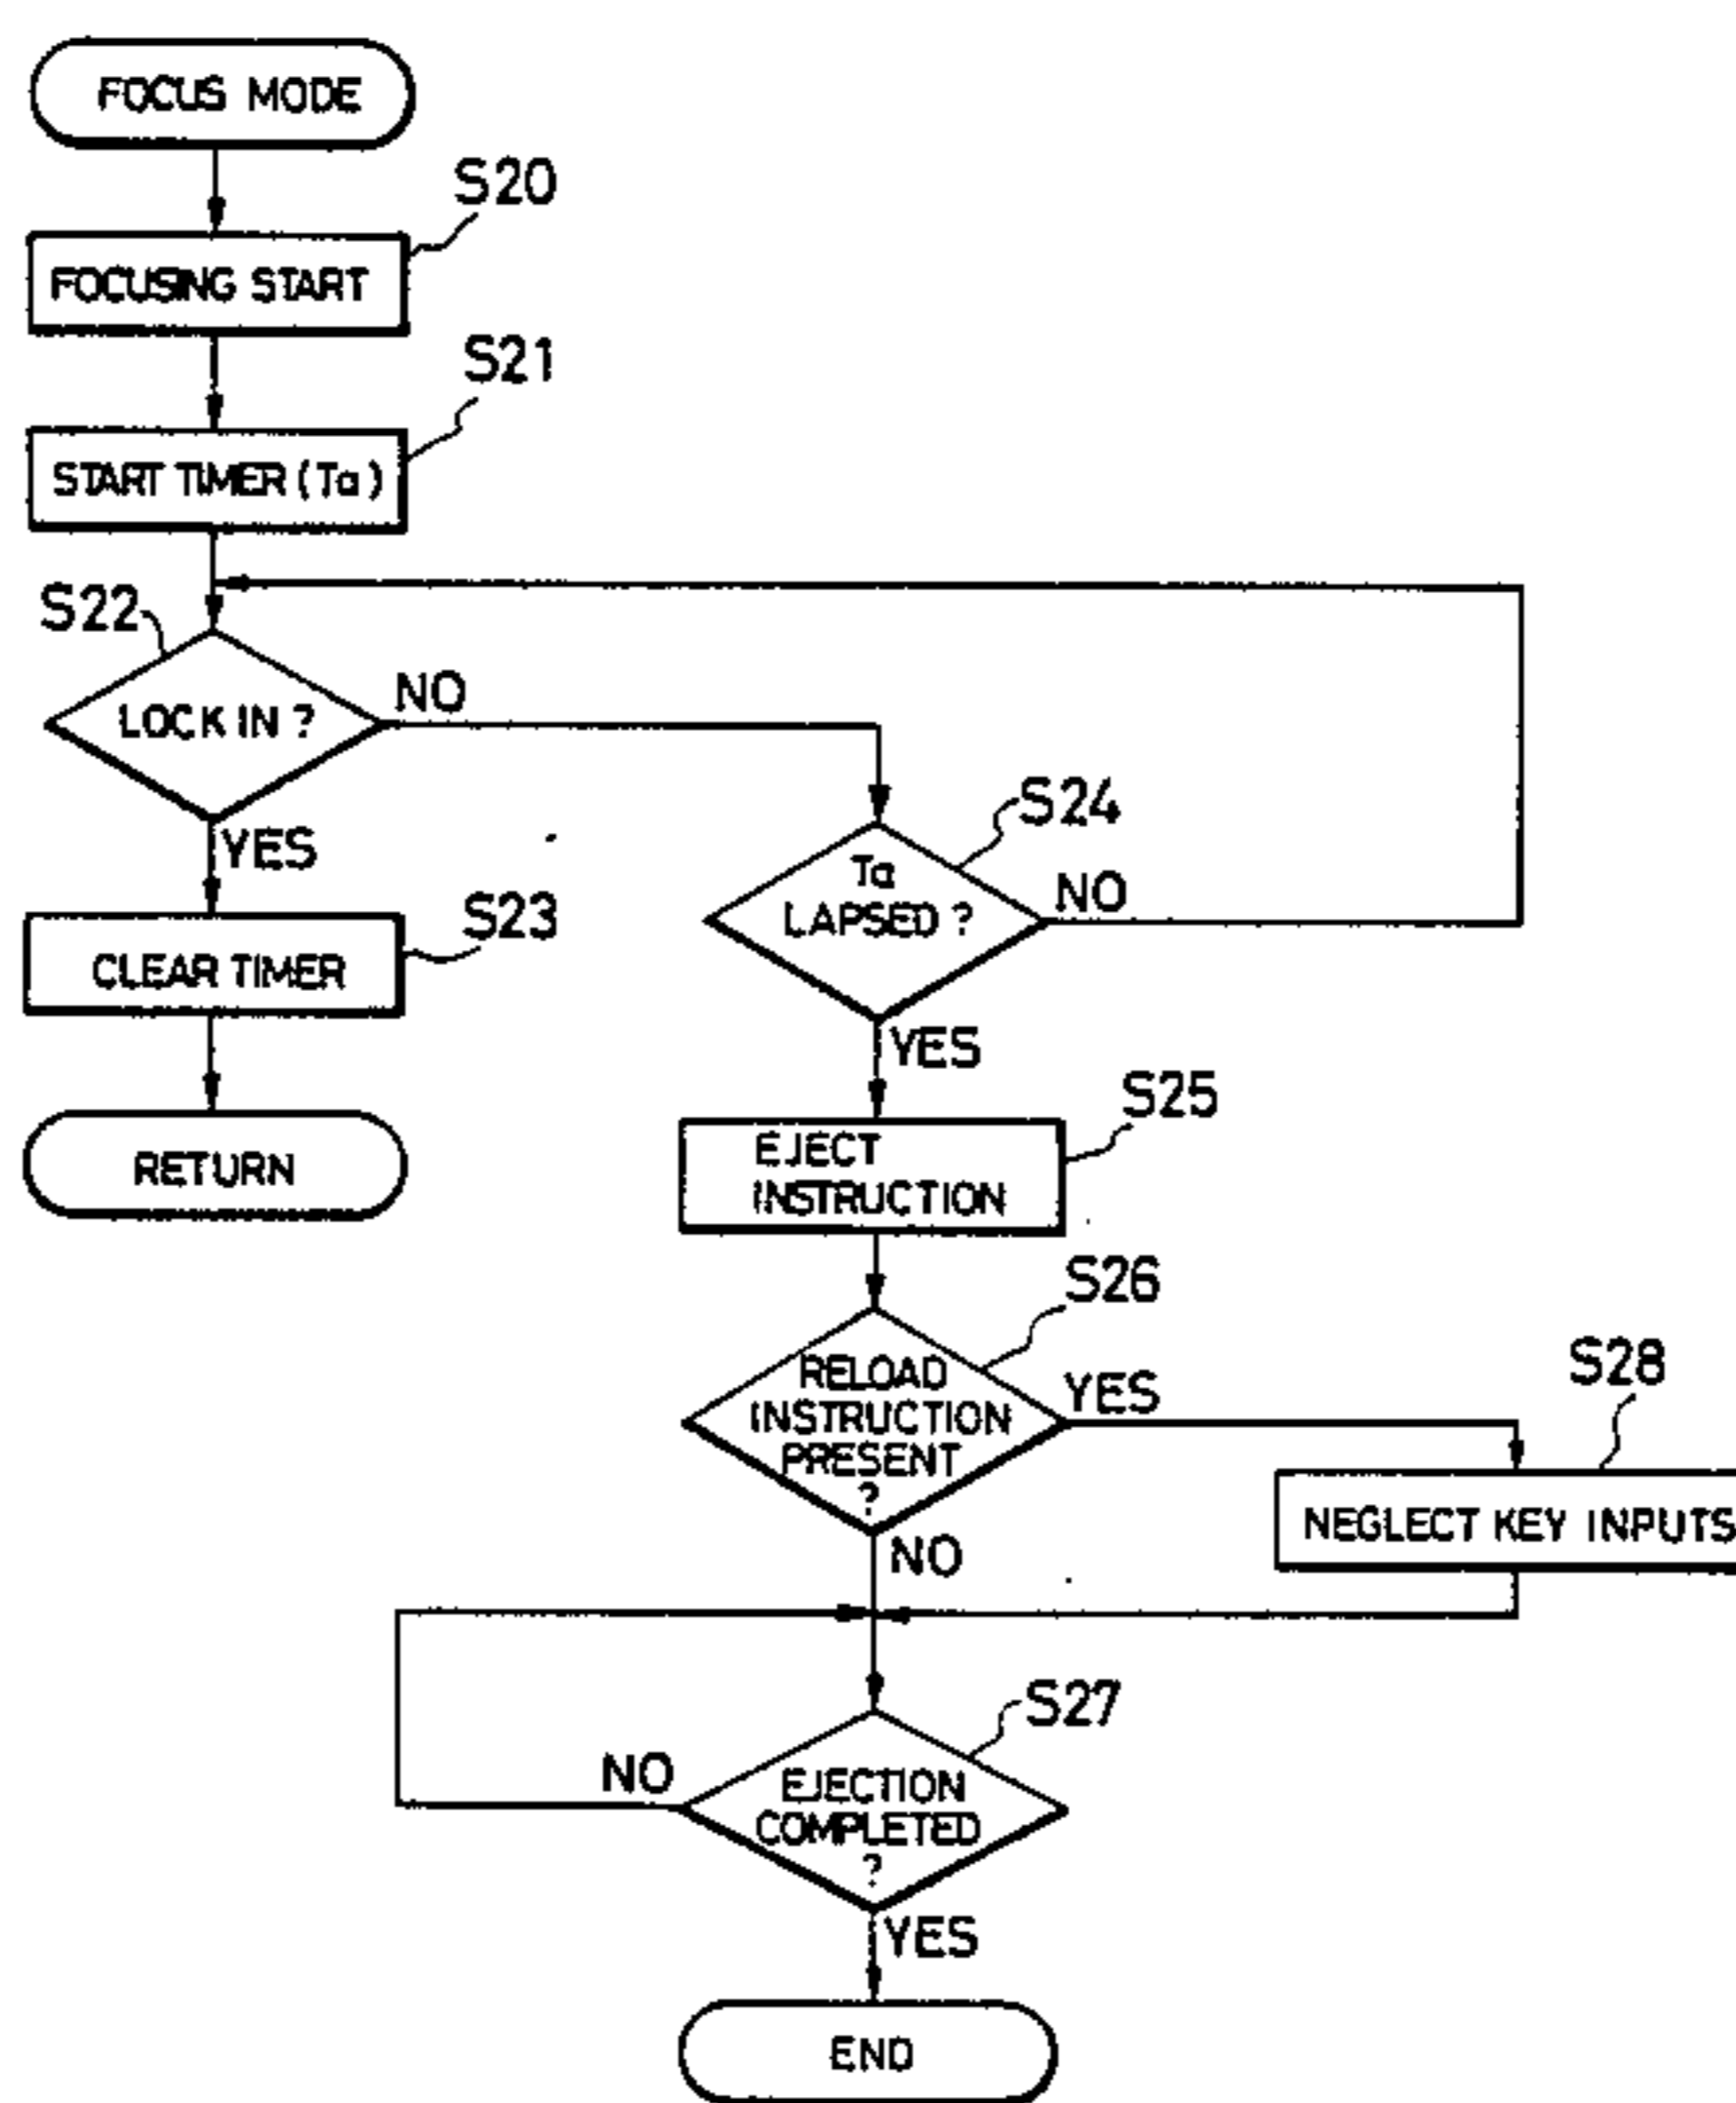 FOCUS MODE
S20
FOCUSING START
S21
START TIMER (Ta)
S22
LOCK IN ?
NO
YES
S24
Ta
LAPSED ?
NO
S23
CLEAR TIMER
YES
S25
RETURN
EJECT
INSTRUCTION
S26
RELOAD
INSTRUCTION
PRESENT
?
YES
S28
NEGLECT KEY INPUTS
NO
S27
NO
EJECTION
COMPLETED
?
YES
END